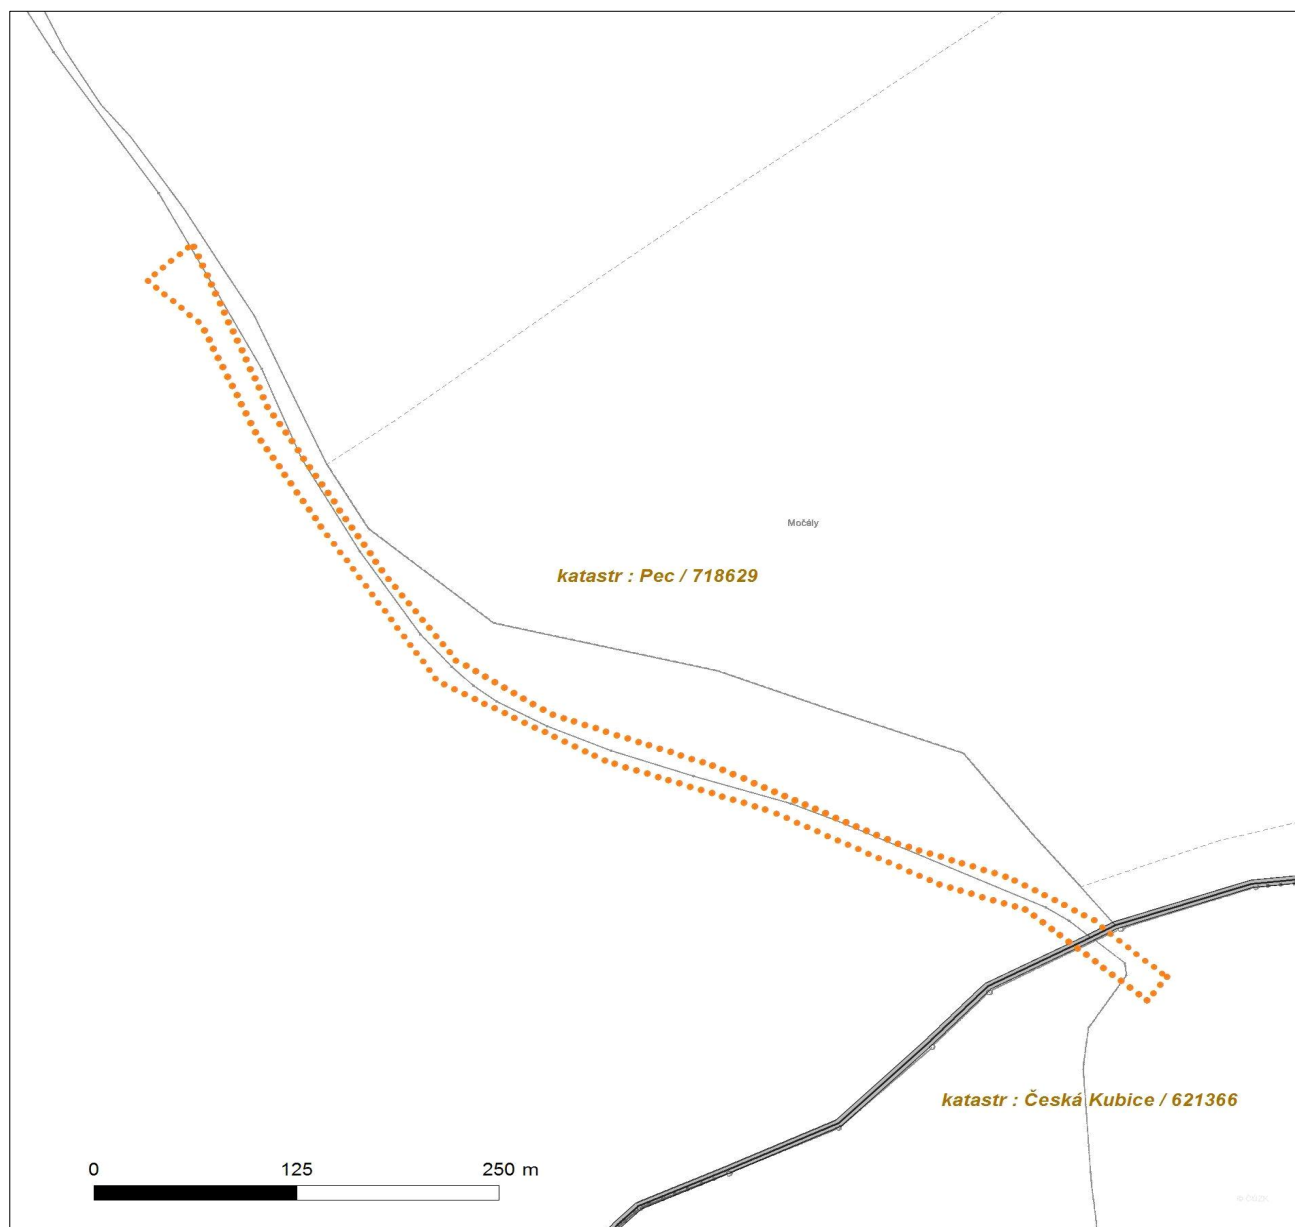 Močály
katastr : Pec / 718629
katastr : Česká Kubice / 621366
0 125 250 m